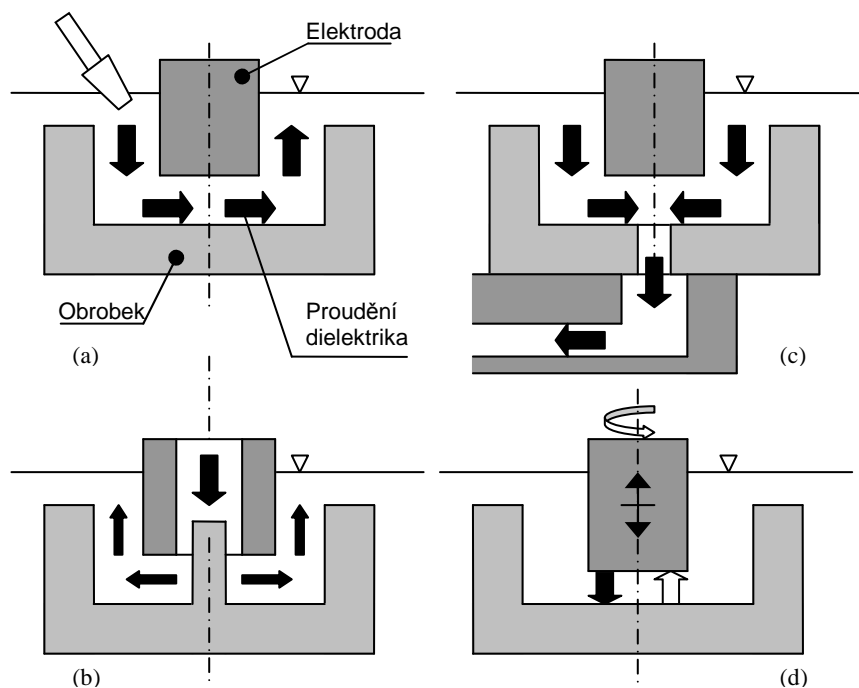 Elektroda
Obrobek
Proudění
dielektrika
(a)
(c)
(b)
(d)